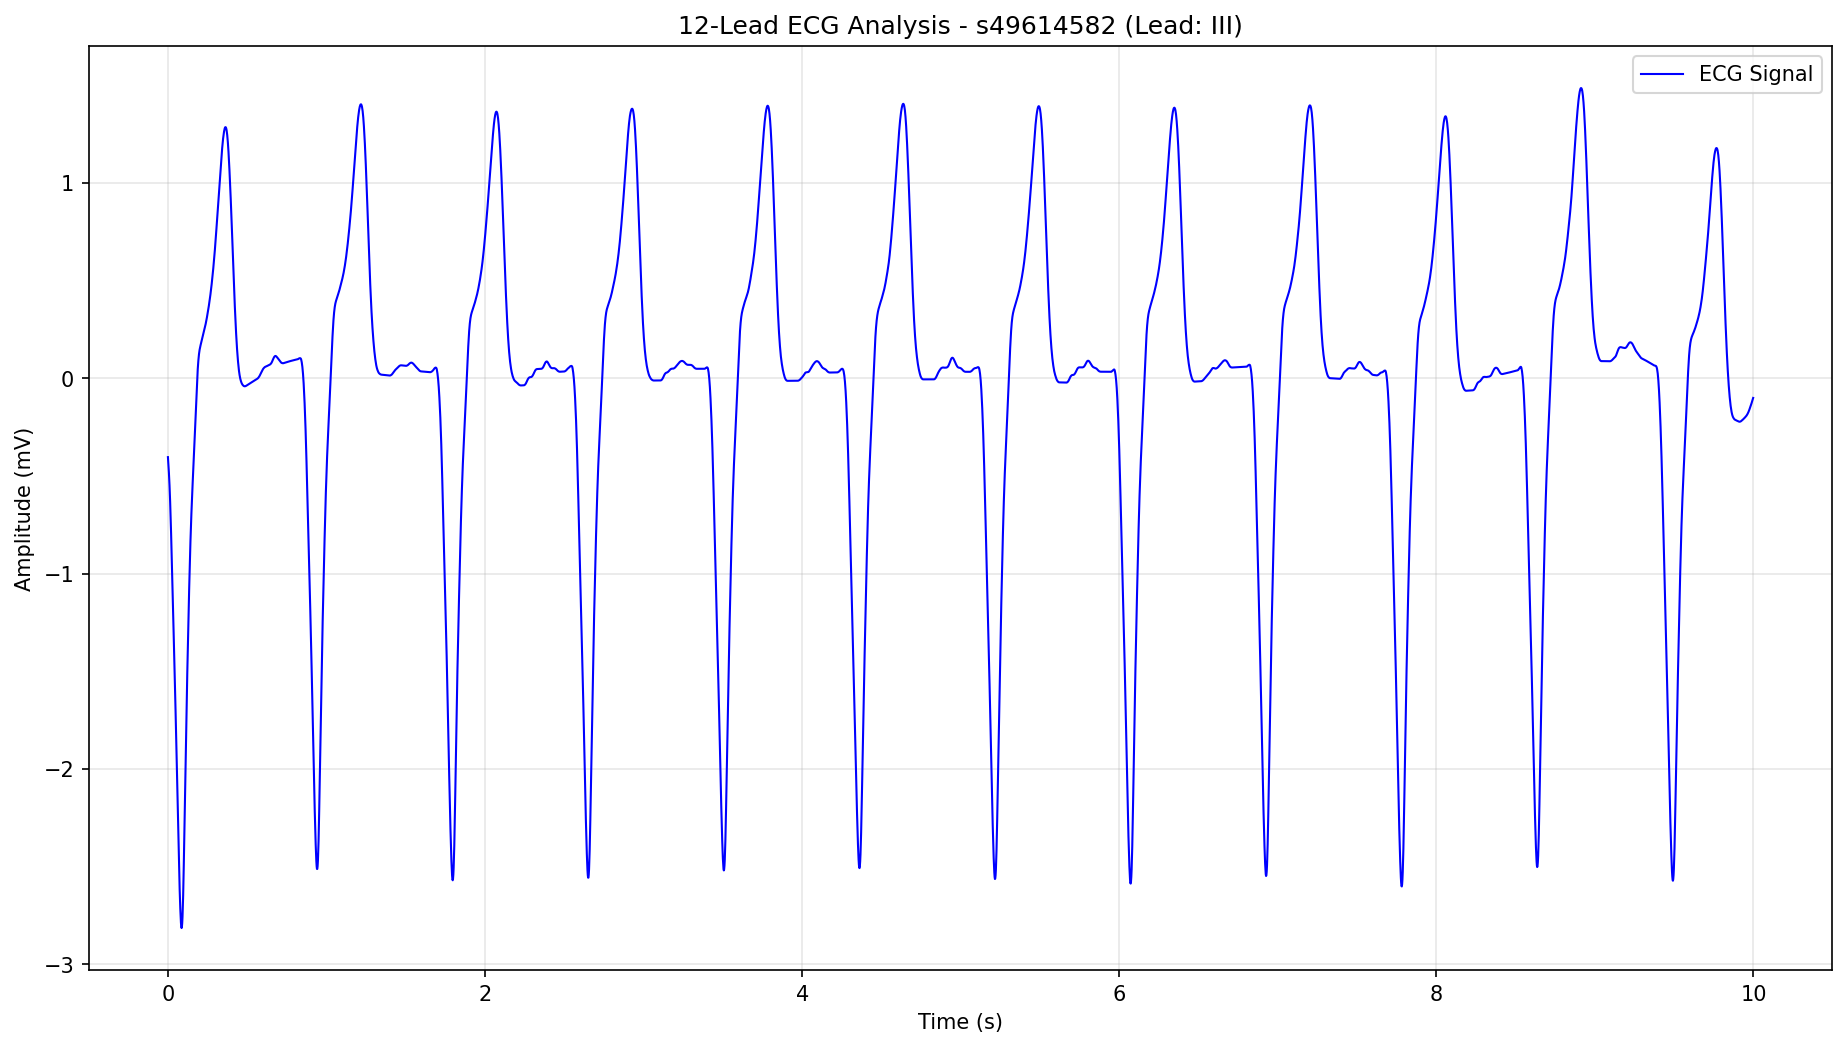 12-Lead ECG Analysis - s49614582 (Lead: III)
ECG Signal
Amplitude (mV)
1
0
−1
−2
−3
0 2 4 6 8 10
Time (s)